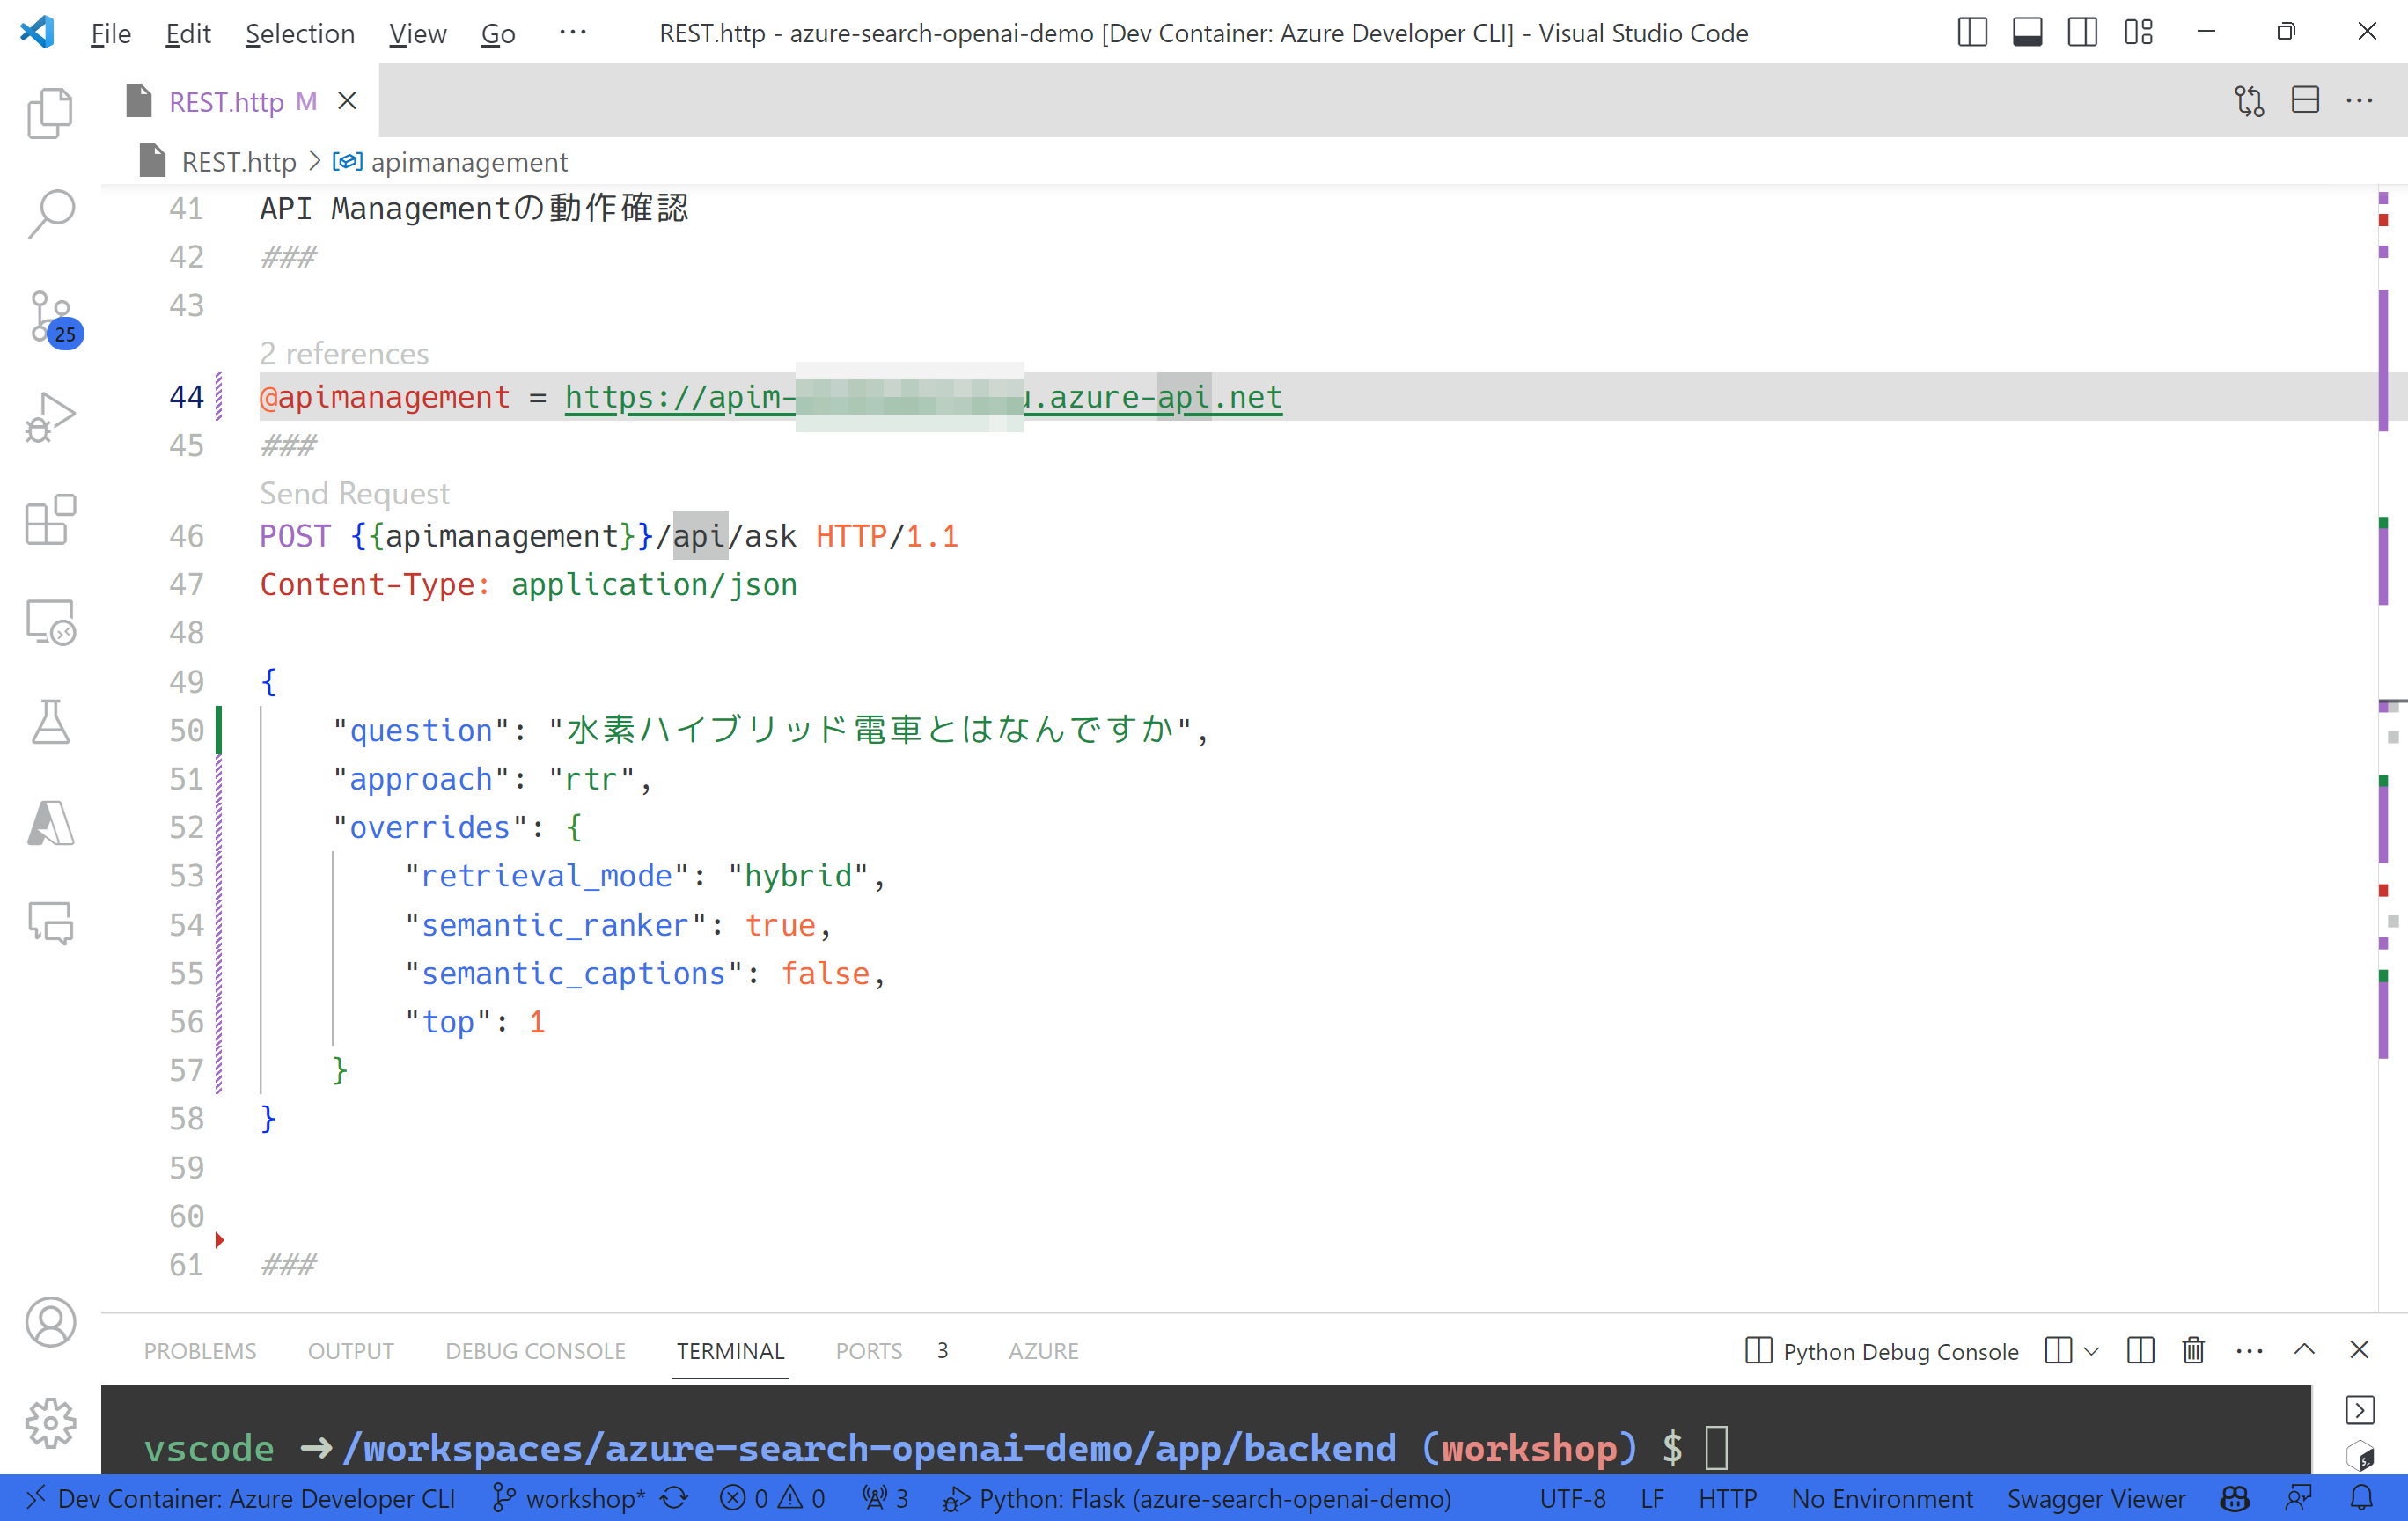 File Edit Selection View Go ··· REST.http - azure-search-openai-demo [Dev Container: Azure Developer CLI] - Visual Studio Code
REST.http M
REST.http > apimanagement
41 API Managementの動作確認
42 ###
43
2 references
44 @apimanagement = https://apim- u.azure-api.net
45 ###
Send Request
46 POST {{apimanagement}}/api/ask HTTP/1.1
47 Content-Type: application/json
48
49 {
50 "question": "水素ハイブリッド電車とはなんですか",
51 "approach": "rtr",
52 "overrides": {
53 "retrieval_mode": "hybrid",
54 "semantic_ranker": true,
55 "semantic_captions": false,
56 "top": 1
57 }
58 }
59
60
61 ###
25
PROBLEMS OUTPUT DEBUG CONSOLE TERMINAL PORTS 3 AZURE Python Debug Console
vscode ➜ /workspaces/azure-search-openai-demo/app/backend (workshop) $
Dev Container: Azure Developer CLI workshop* 0 0 3 Python: Flask (azure-search-openai-demo) UTF-8 LF HTTP No Environment Swagger Viewer